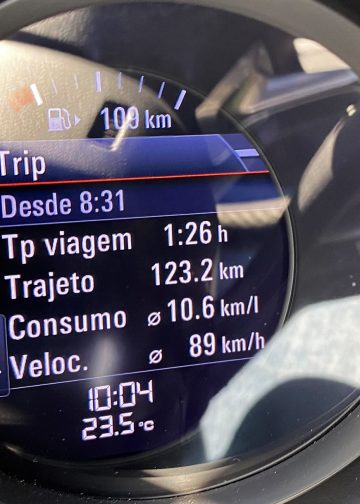 109 km
Trip
Desde 8:31
Tp viagem 1:26 h
Trajeto 123.2 km
Consumo ⌀ 10.6 km/l
Veloc. ⌀ 89 km/h
10:04
23.5 °C